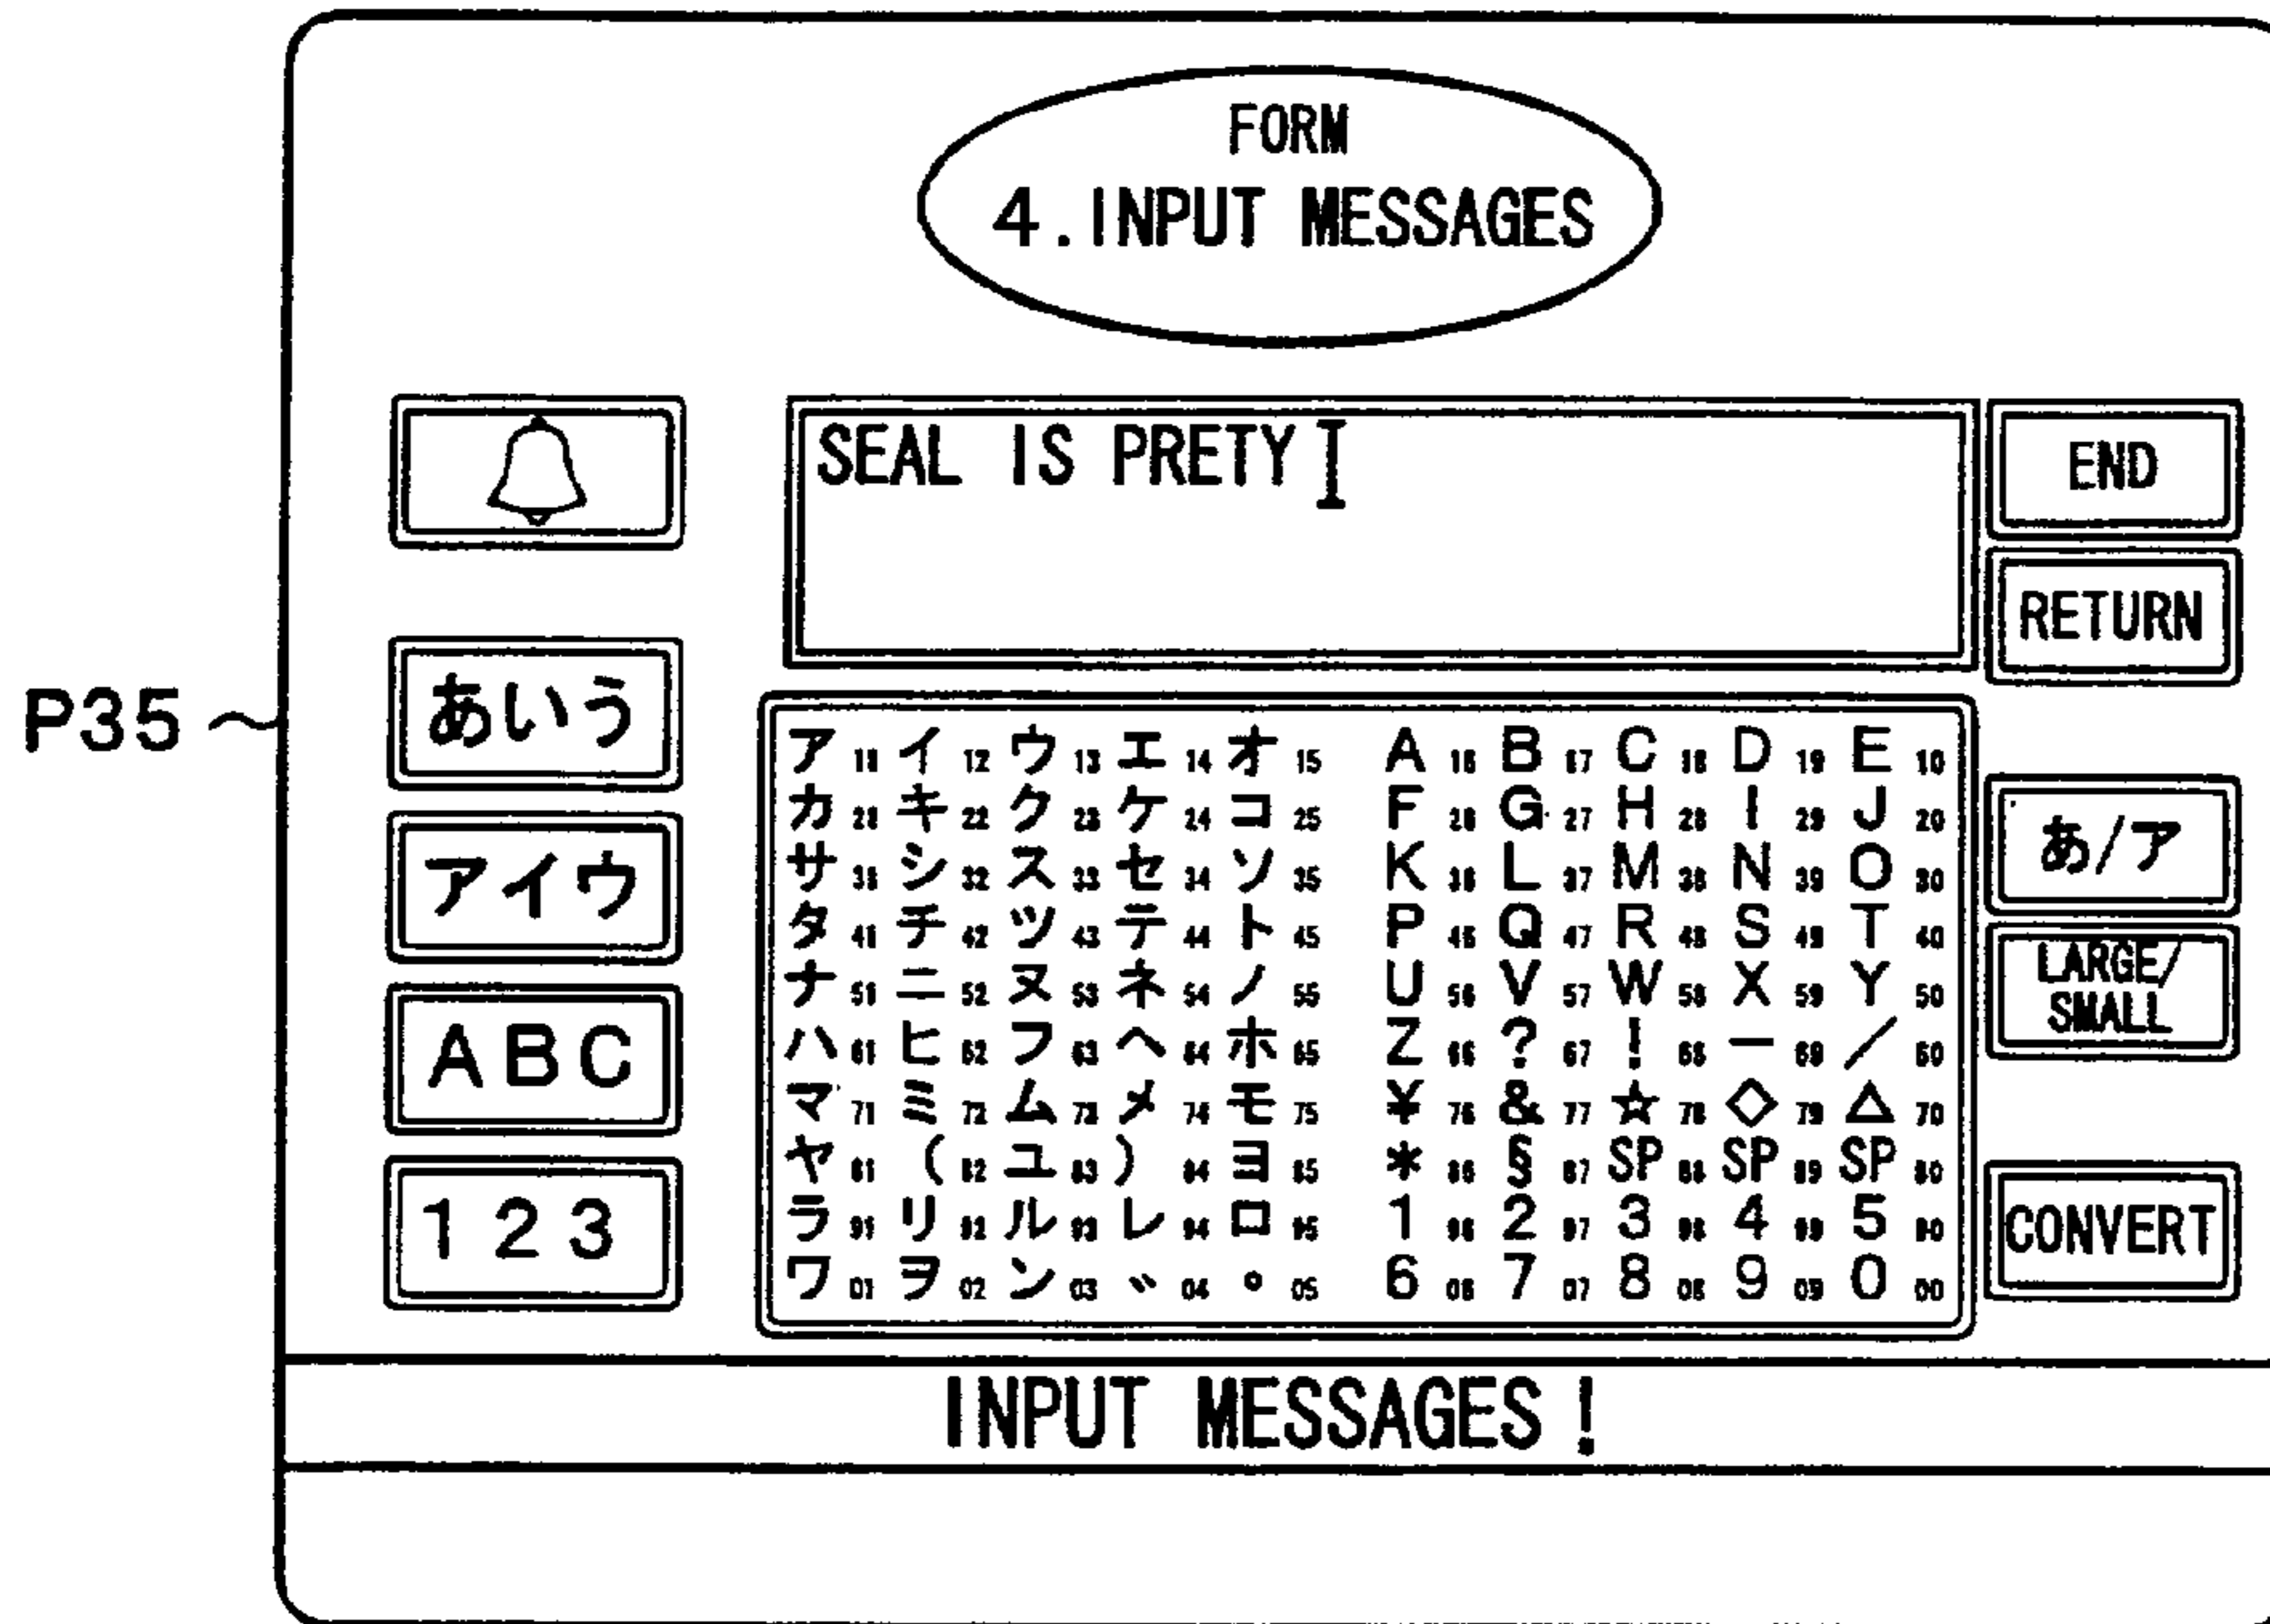 FORM
4.INPUT MESSAGES
SEAL IS PRETY
END
RETURN
P35
あいう
アイウ
ABC
123
ア 11 イ 12 ウ 13 エ 14 オ 15 A 16 B 17 C 18 D 19 E 10
カ 21 キ 22 ク 23 ケ 24 コ 25 F 26 G 27 H 28 I 29 J 20
サ 31 シ 32 ス 33 セ 34 ソ 35 K 36 L 37 M 38 N 39 O 30
タ 41 チ 42 ツ 43 テ 44 ト 45 P 46 Q 47 R 48 S 49 T 40
ナ 51 ニ 52 ヌ 53 ネ 54 ノ 55 U 56 V 57 W 58 X 59 Y 50
ハ 61 ヒ 62 フ 63 ヘ 64 ホ 65 Z 66 ? 67 ! 68 − 69 / 60
マ 71 ミ 72 ム 73 メ 74 モ 75 ¥ 76 & 77 ☆ 78 ◇ 79 △ 70
ヤ 81 ( 82 ユ 83 ) 84 ヨ 85 * 86 § 87 SP 88 SP 89 SP 80
ラ 91 リ 92 ル 93 レ 94 ロ 95 1 96 2 97 3 98 4 99 5 90
ワ 01 ヲ 02 ン 03 ゛ 04 ゜ 05 6 06 7 07 8 08 9 09 0 00
あ/ア
LARGE/
SMALL
CONVERT
INPUT MESSAGES!